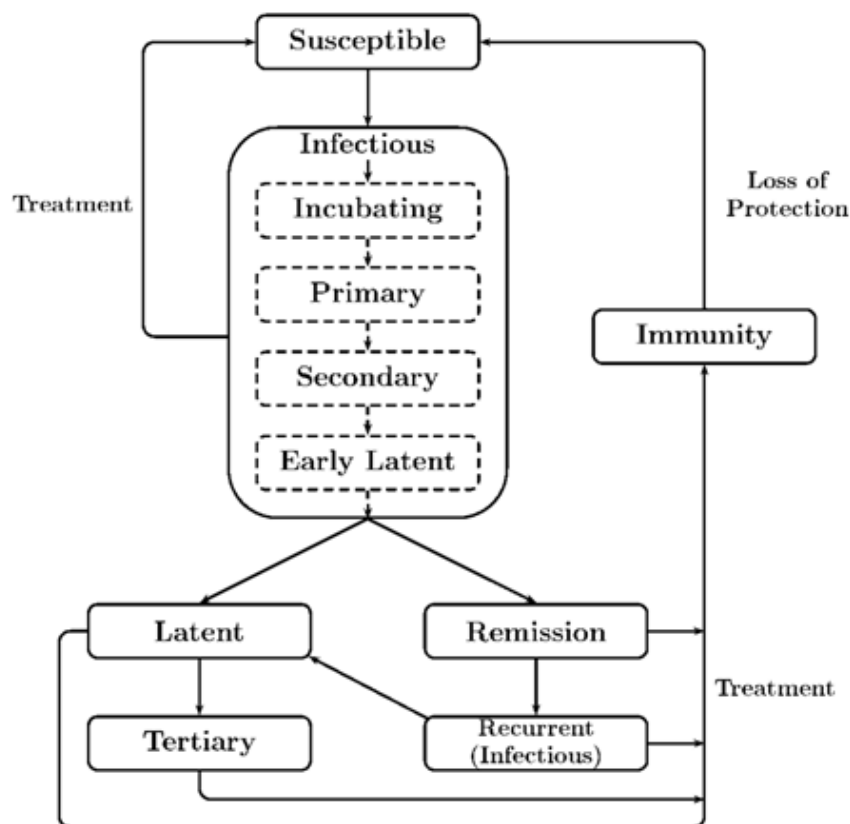 Susceptible
Infectious
Treatment
Incubating
Loss of
Protection
Primary
Immunity
Secondary
Early Latent
Latent
Remission
Treatment
Tertiary
Recurrent
(Infectious)